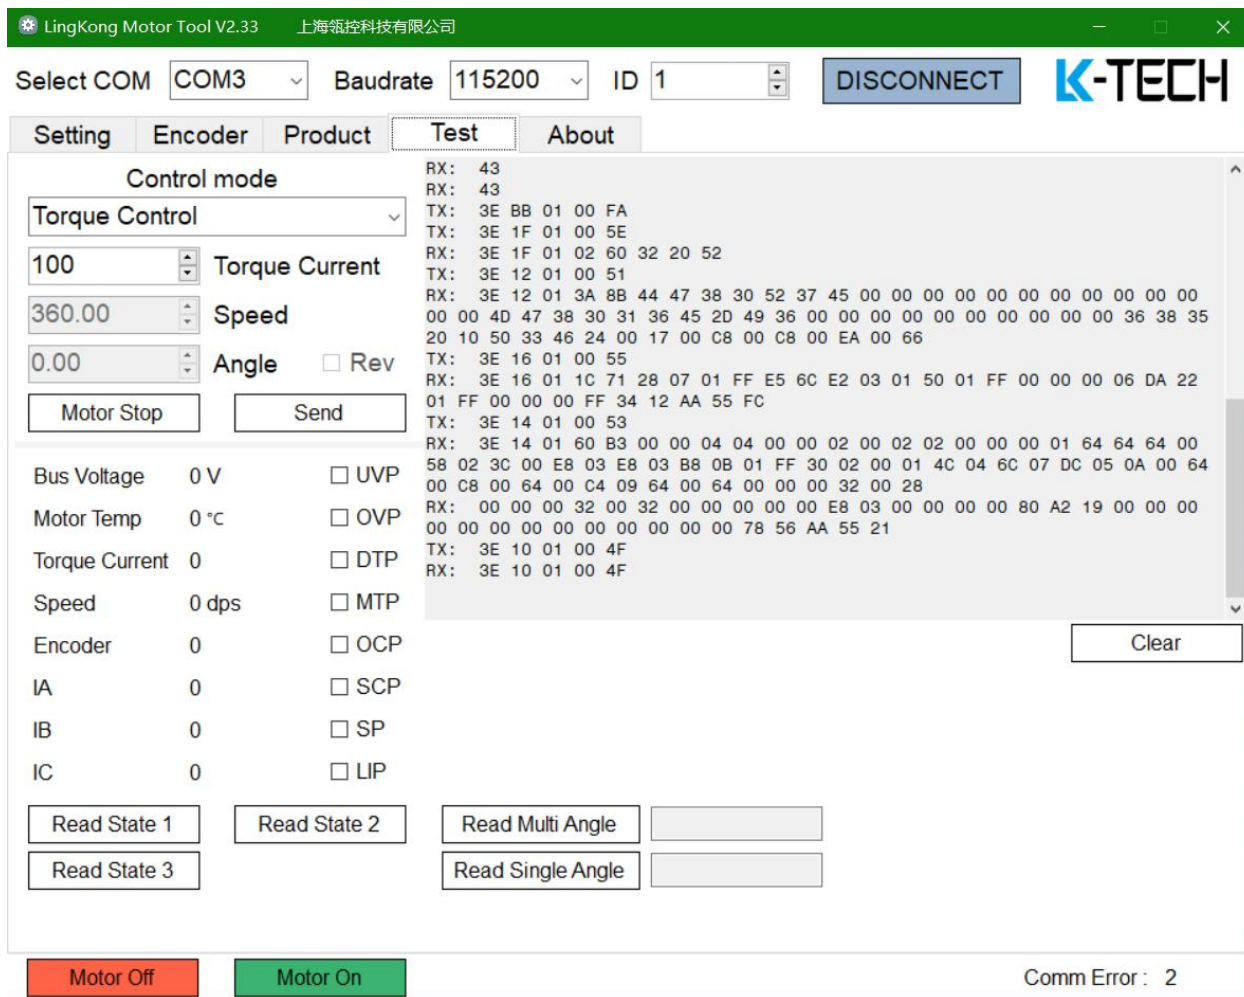 LingKong Motor Tool V2.33 上海瓴控科技有限公司
Select COM COM3 Baudrate 115200 ID 1 DISCONNECT K-TECH
Setting Encoder Product Test About
Control mode
Torque Control
100 Torque Current
360.00 Speed
0.00 Angle Rev
Motor Stop Send
Bus Voltage 0 V UVP
Motor Temp 0 °C OVP
Torque Current 0 DTP
Speed 0 dps MTP
Encoder 0 OCP
IA 0 SCP
IB 0 SP
IC 0 LIP
RX: 43
RX: 43
TX: 3E BB 01 00 FA
TX: 3E 1F 01 00 5E
RX: 3E 1F 01 02 60 32 20 52
TX: 3E 12 01 00 51
RX: 3E 12 01 3A 8B 44 47 38 30 52 37 45 00 00 00 00 00 00 00 00 00 00 00
00 00 4D 47 38 30 31 36 45 2D 49 36 00 00 00 00 00 00 00 00 00 00 36 38 35
20 10 50 33 46 24 00 17 00 C8 00 C8 00 EA 00 66
TX: 3E 16 01 00 55
RX: 3E 16 01 1C 71 28 07 01 FF E5 6C E2 03 01 50 01 FF 00 00 00 06 DA 22
01 FF 00 00 00 FF 34 12 AA 55 FC
TX: 3E 14 01 00 53
RX: 3E 14 01 60 B3 00 00 04 04 00 00 02 00 02 02 00 00 00 01 64 64 64 00
58 02 3C 00 E8 03 E8 03 B8 0B 01 FF 30 02 00 01 4C 04 6C 07 DC 05 0A 00 64
00 C8 00 64 00 C4 09 64 00 64 00 00 00 32 00 28
RX: 00 00 00 32 00 32 00 00 00 00 00 E8 03 00 00 00 00 80 A2 19 00 00 00
00 00 00 00 00 00 00 00 00 00 78 56 AA 55 21
TX: 3E 10 01 00 4F
RX: 3E 10 01 00 4F
Clear
Read State 1 Read State 2 Read Multi Angle
Read State 3 Read Single Angle
Motor Off Motor On Comm Error : 2